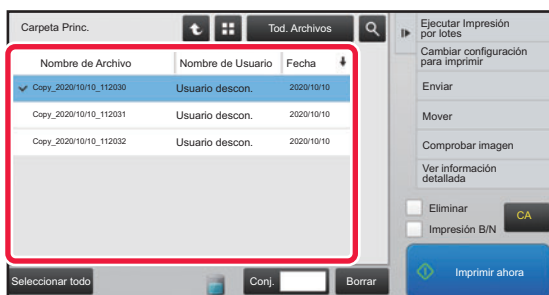 Carpeta Princ.
Tod. Archivos
Nombre de Archivo Nombre de Usuario Fecha
Copy_2020/10/10_112030 Usuario descon. 2020/10/10
Copy_2020/10/10_112031 Usuario descon. 2020/10/10
Copy_2020/10/10_112032 Usuario descon. 2020/10/10
Seleccionar todo
Conj.
Borrar
Ejecutar Impresión
por lotes
Cambiar configuración
para imprimir
Enviar
Mover
Comprobar imagen
Ver información
detallada
Eliminar
Impresión B/N
CA
Imprimir ahora